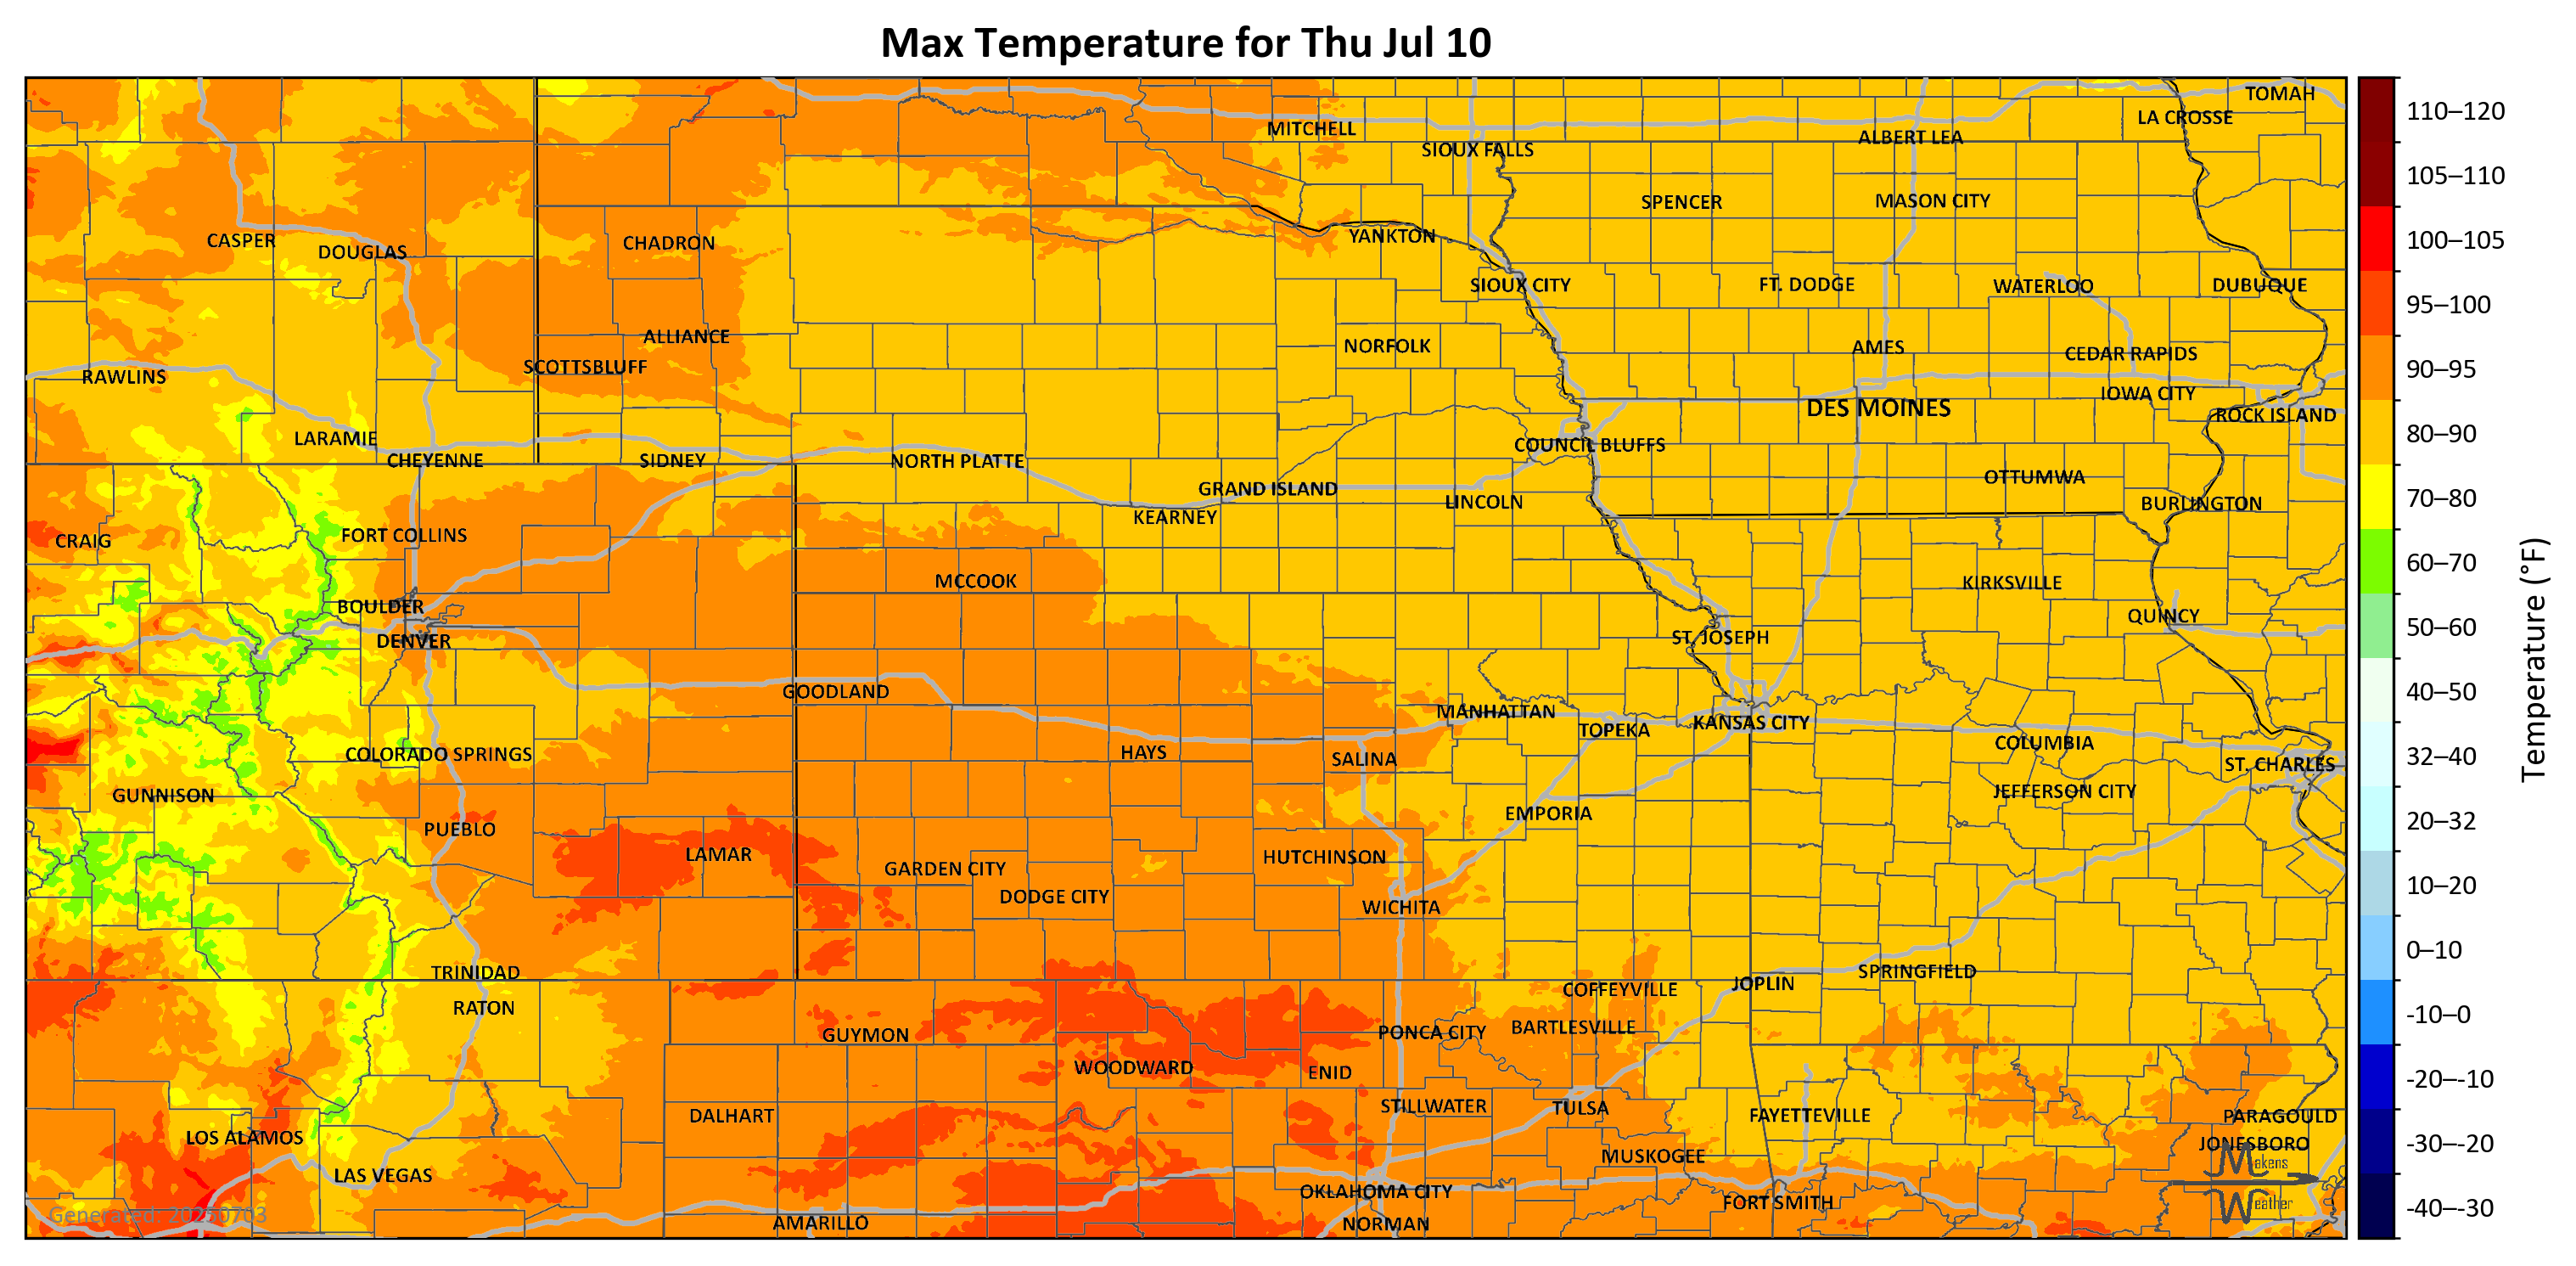 Max Temperature for Thu Jul 10
TOMAH
LA CROSSE
MITCHELL
ALBERT LEA
SIOUX FALLS
SPENCER
MASON CITY
CASPER
DOUGLAS
CHADRON
YANKTON
SIOUX CITY
FT. DODGE
WATERLOO
DUBUQUE
ALLIANCE
NORFOLK
AMES
CEDAR RAPIDS
SCOTTSBLUFF
RAWLINS
IOWA CITY
DES MOINES
ROCK ISLAND
LARAMIE
COUNCIL BLUFFS
CHEYENNE
SIDNEY
NORTH PLATTE
OTTUMWA
GRAND ISLAND
LINCOLN
BURLINGTON
KEARNEY
FORT COLLINS
CRAIG
MCCOOK
KIRKSVILLE
BOULDER
QUINCY
DENVER
ST. JOSEPH
GOODLAND
MANHATTAN
KANSAS CITY
TOPEKA
COLUMBIA
HAYS
COLORADO SPRINGS
SALINA
ST. CHARLES
GUNNISON
JEFFERSON CITY
EMPORIA
PUEBLO
LAMAR
HUTCHINSON
GARDEN CITY
DODGE CITY
WICHITA
TRINIDAD
SPRINGFIELD
JOPLIN
COFFEYVILLE
RATON
BARTLESVILLE
PONCA CITY
GUYMON
WOODWARD
ENID
STILLWATER
TULSA
DALHART
FAYETTEVILLE
PARAGOULD
LOS ALAMOS
JONESBORO
MUSKOGEE
LAS VEGAS
OKLAHOMA CITY
FORT SMITH
AMARILLO
NORMAN
Generated: 20250703
Makens
Weather
110–120
105–110
100–105
95–100
90–95
80–90
70–80
60–70
50–60
40–50
32–40
20–32
10–20
0–10
-10–0
-20–-10
-30–-20
-40–-30
Temperature (°F)